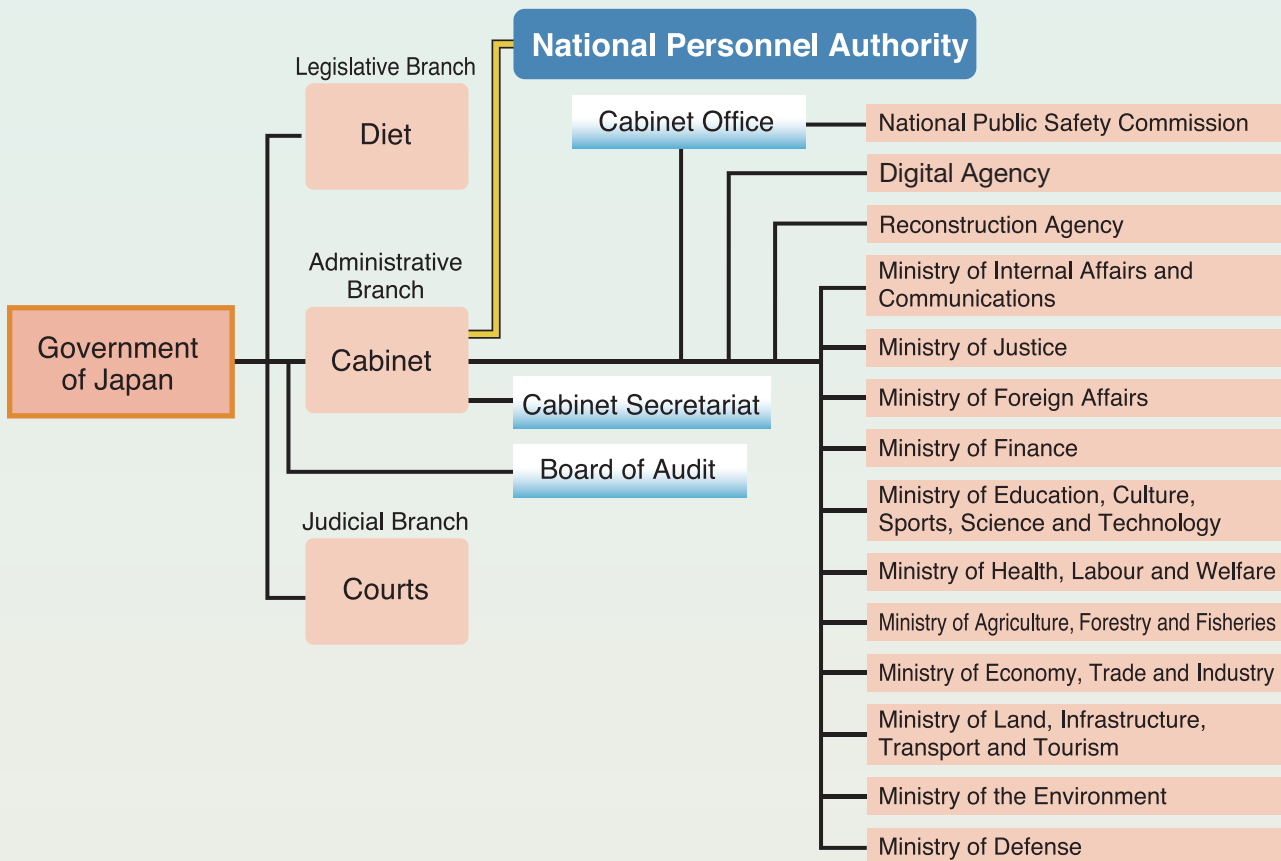 National Personnel Authority
Legislative Branch
Diet
Cabinet Office
National Public Safety Commission
Digital Agency
Reconstruction Agency
Administrative
Branch
Ministry of Internal Affairs and
Communications
Government
of Japan
Cabinet
Ministry of Justice
Cabinet Secretariat
Ministry of Foreign Affairs
Board of Audit
Ministry of Finance
Ministry of Education, Culture,
Sports, Science and Technology
Judicial Branch
Courts
Ministry of Health, Labour and Welfare
Ministry of Agriculture, Forestry and Fisheries
Ministry of Economy, Trade and Industry
Ministry of Land, Infrastructure,
Transport and Tourism
Ministry of the Environment
Ministry of Defense